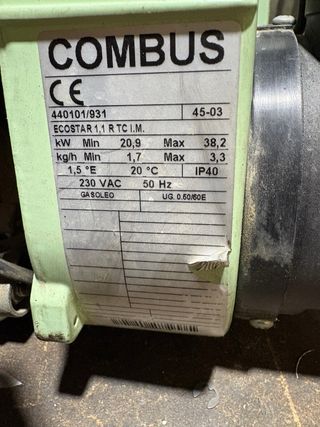 COMBUS
CE
440101/931 45-03
ECOSTAR 1,1 R TC I.M.
kW Min 20,9 Max 38,2
kg/h Min 1,7 Max 3,3
1,5 °E 20 °C IP40
230 VAC 50 Hz
GASOLEO UG. 0.50/60E